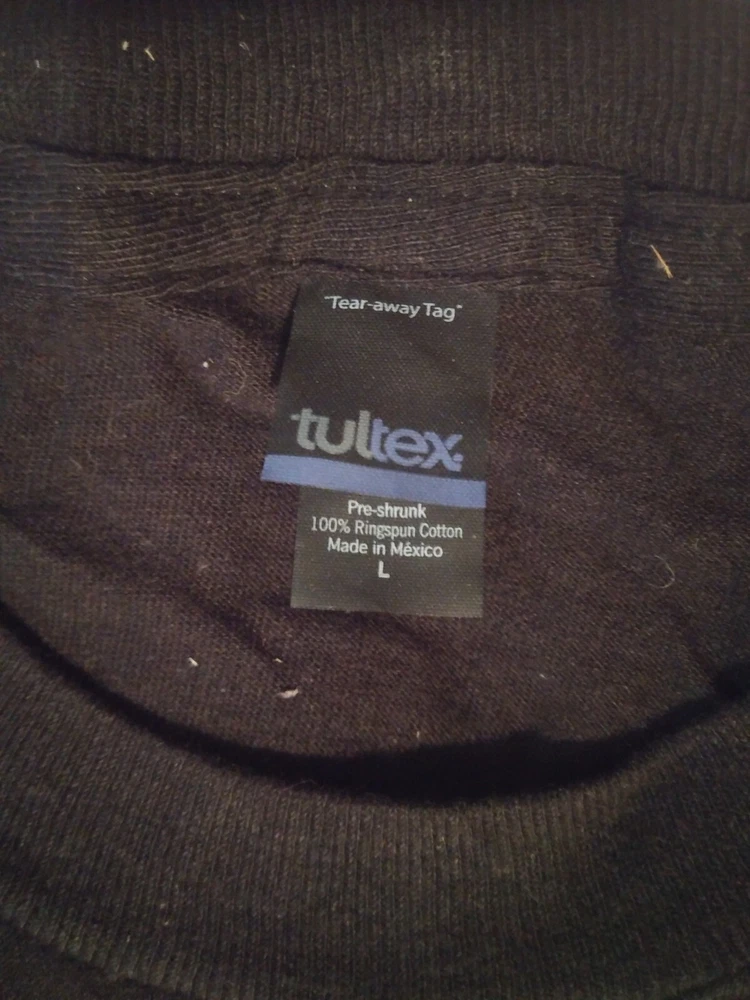 "Tear-away Tag"
tultex
Pre-shrunk
100% Ringspun Cotton
Made in México
L